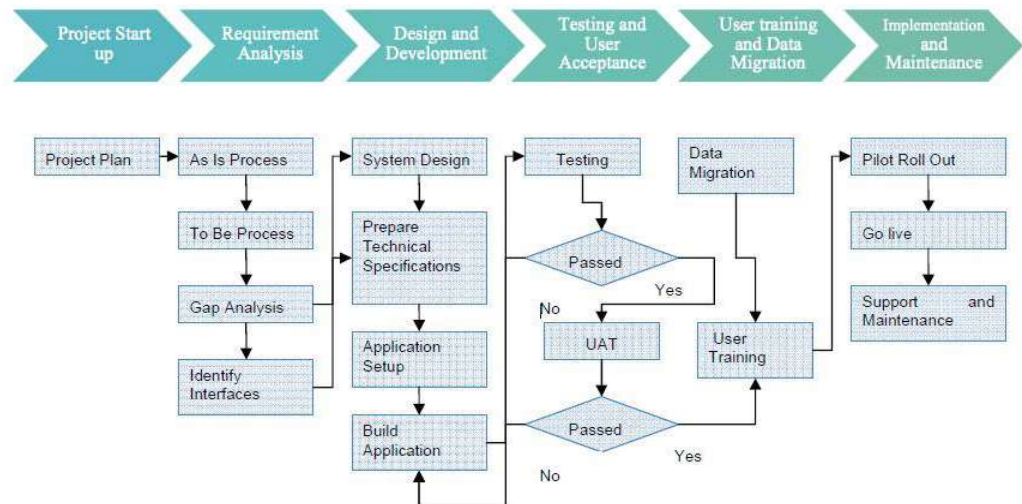 Project Start
up
Requirement
Analysis
Design and
Development
Testing and
User
Acceptance
User training
and Data
Migration
Implementation
and
Maintenance
Project Plan
As Is Process
To Be Process
Gap Analysis
Identify
Interfaces
System Design
Prepare
Technical
Specifications
Application
Setup
Build
Application
Testing
Passed
Yes
No
UAT
Passed
Yes
No
Data
Migration
User
Training
Pilot Roll Out
Go live
Support and
Maintenance